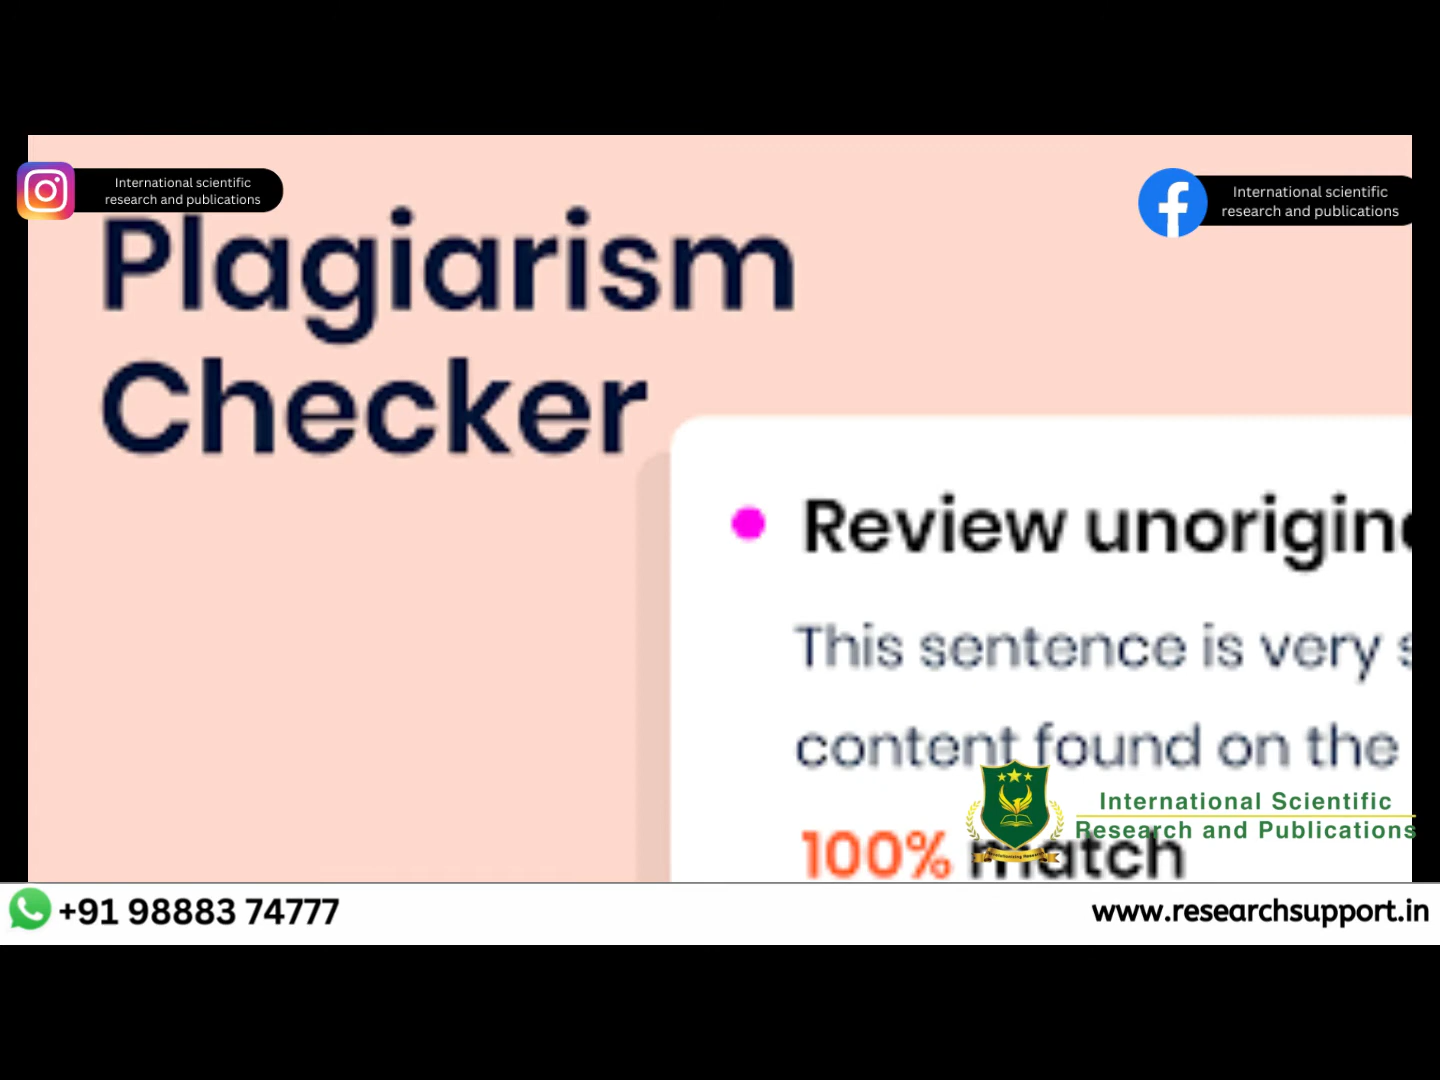 International scientific
research and publications
International scientific
research and publications
Plagiarism
Checker
Review
This sentence is very
content found on the
100% match
International Scientific
Research and Publications
+91 98883 74777
www.researchsupport.in